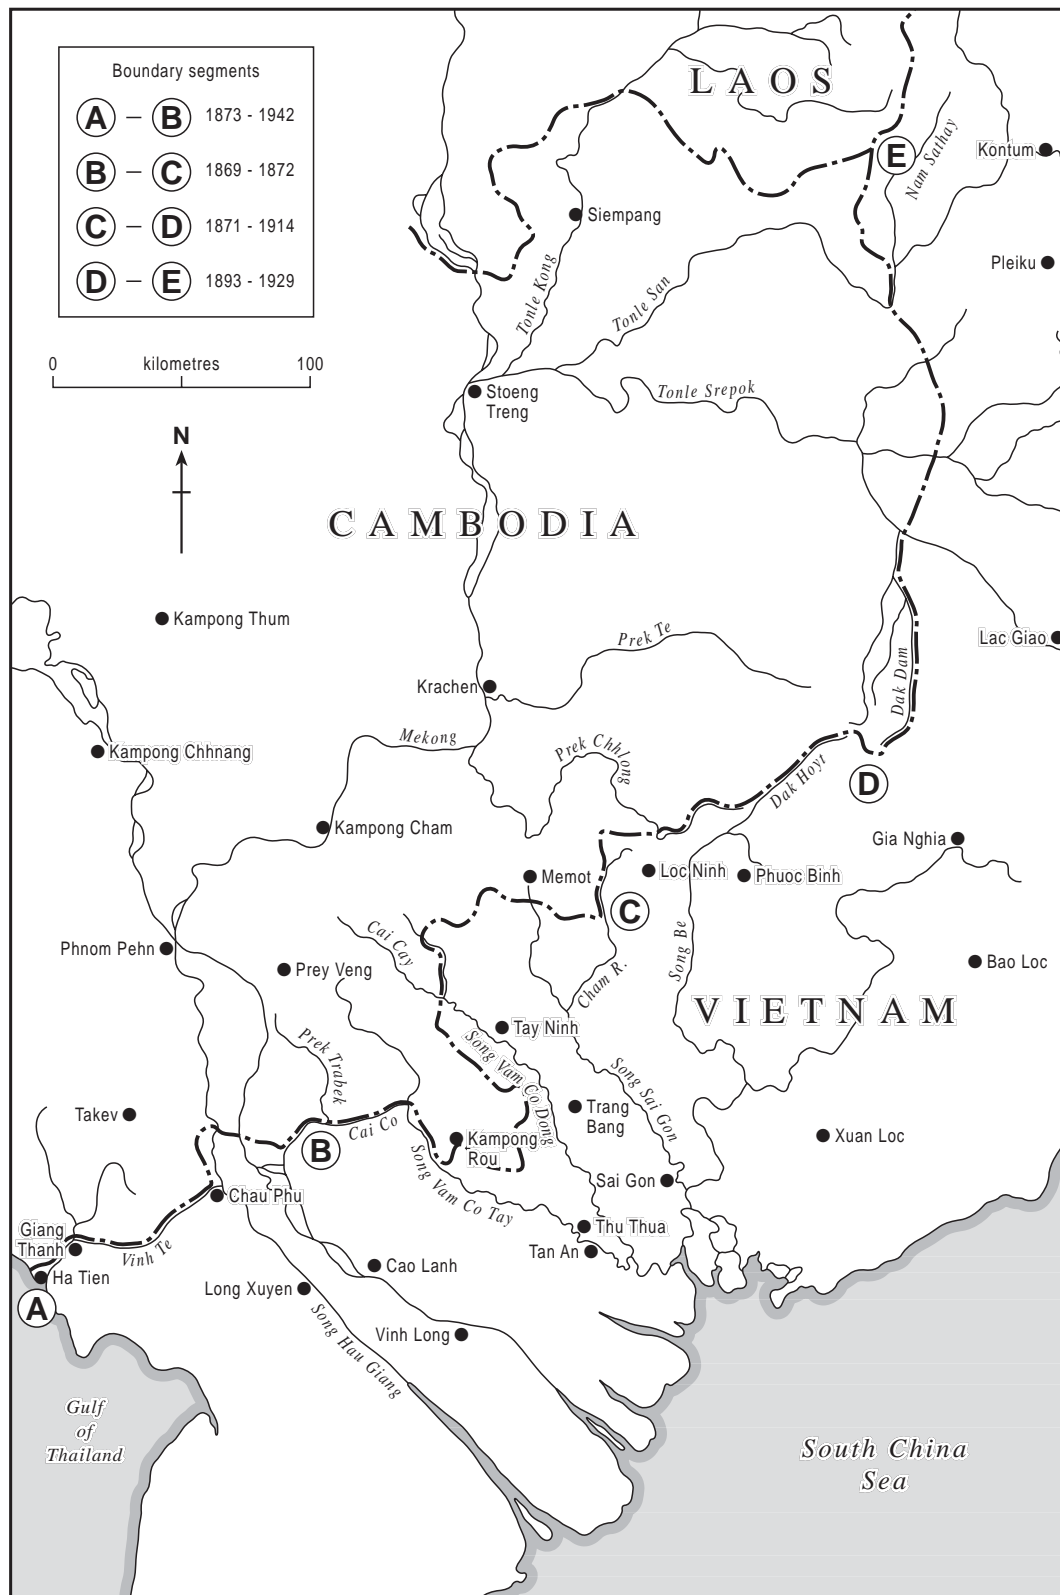 Boundary segments
A – B 1873 - 1942
B – C 1869 - 1872
C – D 1871 - 1914
D – E 1893 - 1929
0 kilometres 100
N
LAOS
E
Kontum
Nam Sathay
Siempang
Pleiku
Tonle Kong
Tonle San
Stoeng
Treng
Tonle Srepok
CAMBODIA
Kampong Thum
Prek Te
Lac Giao
Krachen
Dak Dam
Mekong
Kampong Chhnang
Prek Chhlong
Dak Hoyt
D
Kampong Cham
Gia Nghia
Memot
Loc Ninh
Phuoc Binh
C
Cai Cay
Phnom Pehn
Song Be
Prey Veng
Cham R.
Bao Loc
VIETNAM
Tay Ninh
Prek Trabek
Song Vam Co Dong
Song Sai Gon
Takev
Trang
Bang
Cai Co
B
Kampong
Rou
Xuan Loc
Song Vam Co Tay
Sai Gon
Chau Phu
Giang
Thanh
Vinh Te
Thu Thua
Tan An
Ha Tien
Cao Lanh
A
Long Xuyen
Song Hau Giang
Vinh Long
Gulf
of
Thailand
South China
Sea